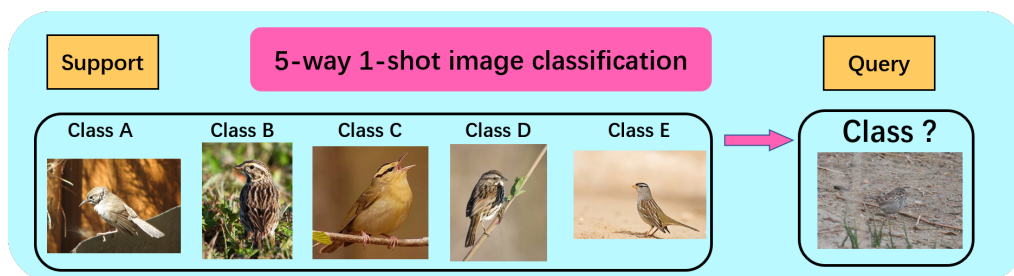 Support
5-way 1-shot image classification
Query
Class A
Class B
Class C
Class D
Class E
Class ?